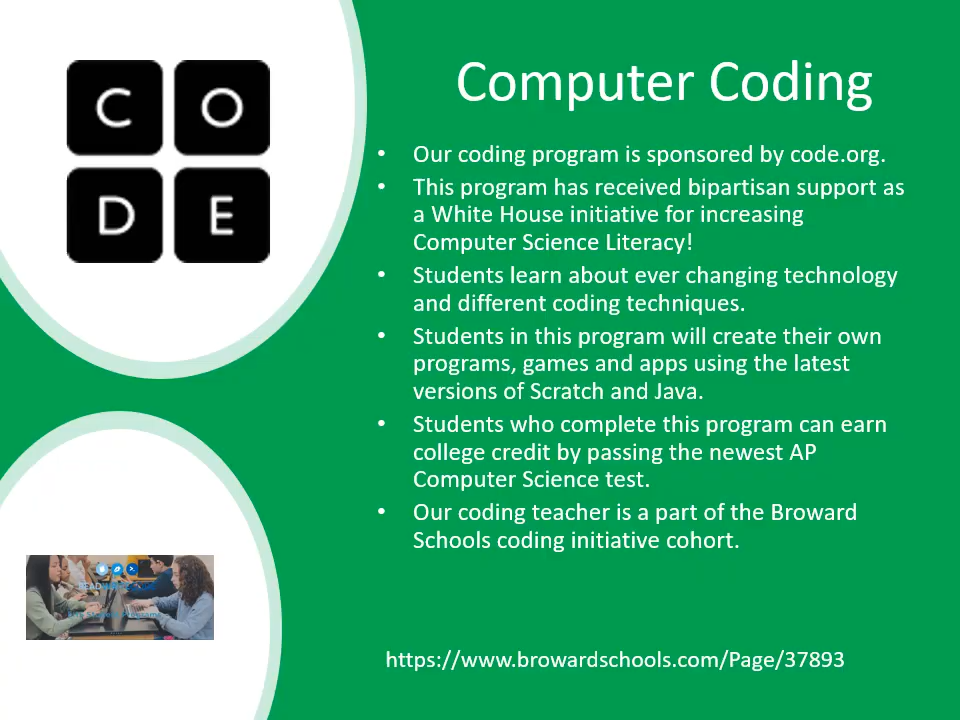 C O
D E
Computer Coding
• Our coding program is sponsored by code.org.
• This program has received bipartisan support as
a White House initiative for increasing
Computer Science Literacy!
• Students learn about ever changing technology
and different coding techniques.
• Students in this program will create their own
programs, games and apps using the latest
versions of Scratch and Java.
• Students who complete this program can earn
college credit by passing the newest AP
Computer Science test.
• Our coding teacher is a part of the Broward
Schools coding initiative cohort.
https://www.browardschools.com/Page/37893